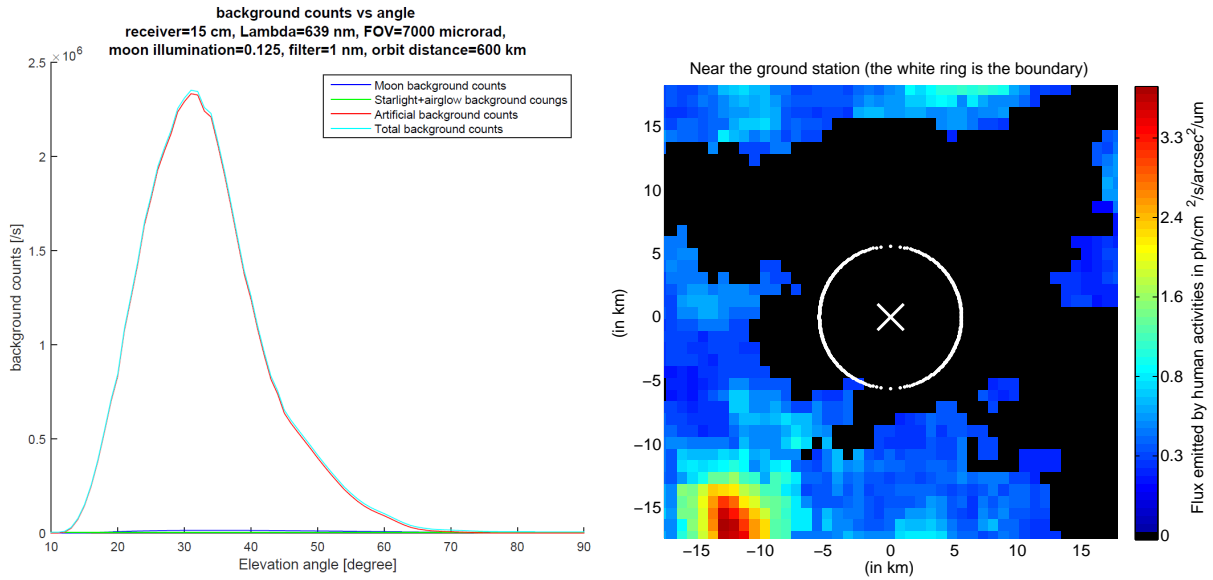 background counts vs angle
receiver=15 cm, Lambda=639 nm, FOV=7000 microrad,
moon illumination=0.125, filter=1 nm, orbit distance=600 km
×10^6
2.5
2
1.5
1
0.5
0
background counts [/s]
Moon background counts
Starlight+airglow background coungs
Artificial background counts
Total background counts
10 20 30 40 50 60 70 80 90
Elevation angle [degree]
Near the ground station (the white ring is the boundary)
15
10
5
0
−5
−10
−15
(in km)
−15 −10 −5 0 5 10 15
(in km)
3.3
2.4
1.6
0.8
0.3
0
Flux emitted by human activities in ph/cm^2/s/arcsec^2/um